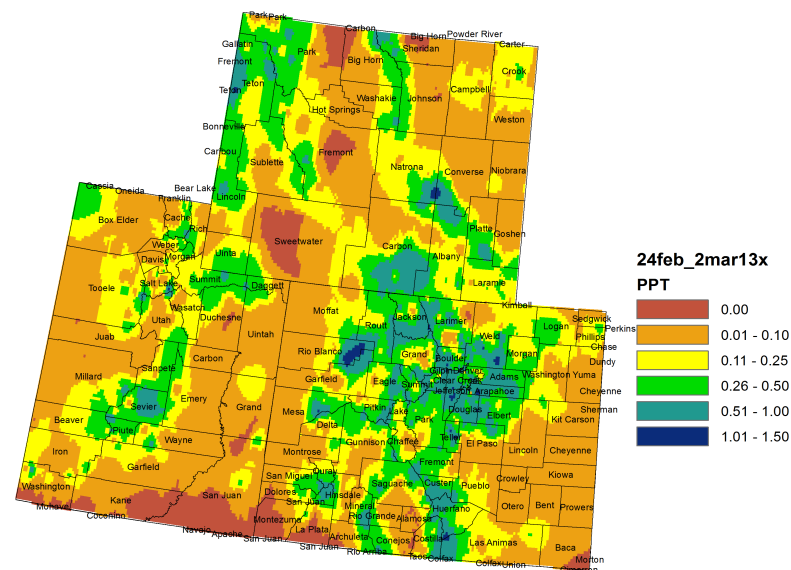 Park Park
Carbon
Big Horn Powder River
Gallatin
Park
Sheridan
Carter
Fremont
Big Horn
Crook
Teton
Teton
Washakie
Johnson
Campbell
Hot Springs
Weston
Bonneville
Caribou
Sublette
Fremont
Natrona
Converse
Niobrara
Cassia Oneida
Bear Lake
Franklin
Lincoln
Box Elder
Cache
Rich
Platte
Goshen
Sweetwater
Carbon
Weber
Davis Morgan
Uinta
Albany
Tooele
Salt Lake
Summit
Daggett
Laramie
Wasatch
Kimball
Utah
Duchesne
Moffat
Jackson
Larimer
Logan
Sedgwick
Perkins
Juab
Uintah
Routt
Weld
Phillips
Chase
Rio Blanco
Grand
Boulder
Morgan
Dundy
Sanpete
Carbon
Millard
Garfield
Eagle
Summit
Clear Creek
Denver
Adams
Washington Yuma
Jefferson
Arapahoe
Cheyenne
Sevier
Emery
Grand
Mesa
Pitkin
Lake
Douglas
Elbert
Sherman
Beaver
Piute
Delta
Park
Kit Carson
Wayne
Gunnison
Chaffee
Teller
El Paso
Iron
Garfield
Montrose
Lincoln
Cheyenne
Ouray
Fremont
San Miguel
Saguache
Custer
Pueblo
Crowley
Kiowa
Washington
Kane
San Juan
Dolores
San Juan
Hinsdale
Mineral
Huerfano
Otero
Bent
Prowers
Mohave
Coconino
Montezuma
Rio Grande
Alamosa
Navajo
Apache
San Juan
La Plata
Archuleta
Conejos
Costilla
Las Animas
Baca
San Juan
Rio Arriba
Taos
Colfax
Colfax
Union
Morton
Cimarron
24feb_2mar13x
PPT
0.00
0.01 - 0.10
0.11 - 0.25
0.26 - 0.50
0.51 - 1.00
1.01 - 1.50